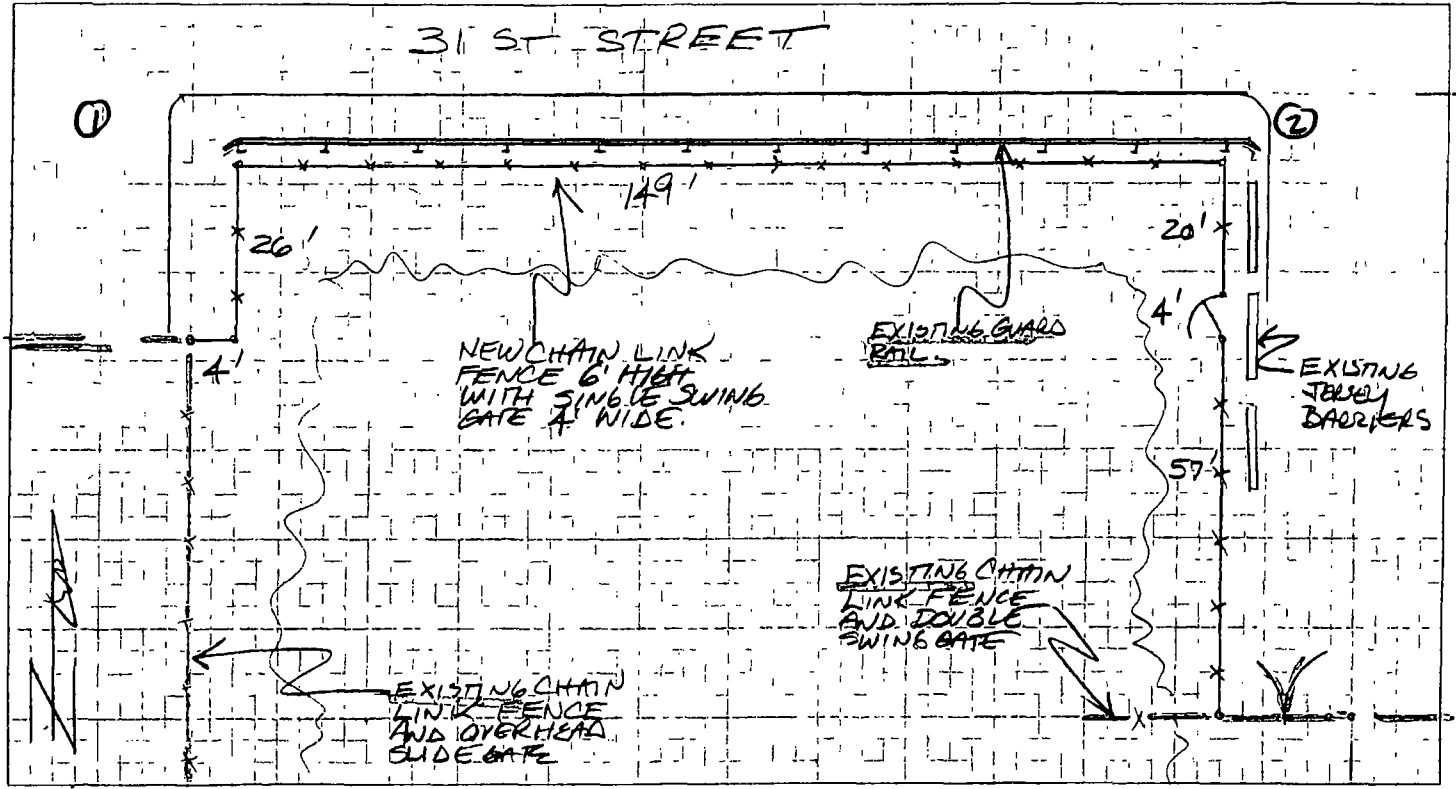 31 ST STREET
①
②
149'
26'
20'
4'
4'
NEW CHAIN LINK
FENCE 6' HIGH
WITH SINGLE SWING
GATE 4' WIDE.
EXISTING GUARD
RAIL.
EXISTING
JERSEY
BARRIERS
57'
EXISTING CHAIN
LINK FENCE
AND DOUBLE
SWING GATE
EXISTING CHAIN
LINK FENCE
AND OVERHEAD
SLIDE GATE
N